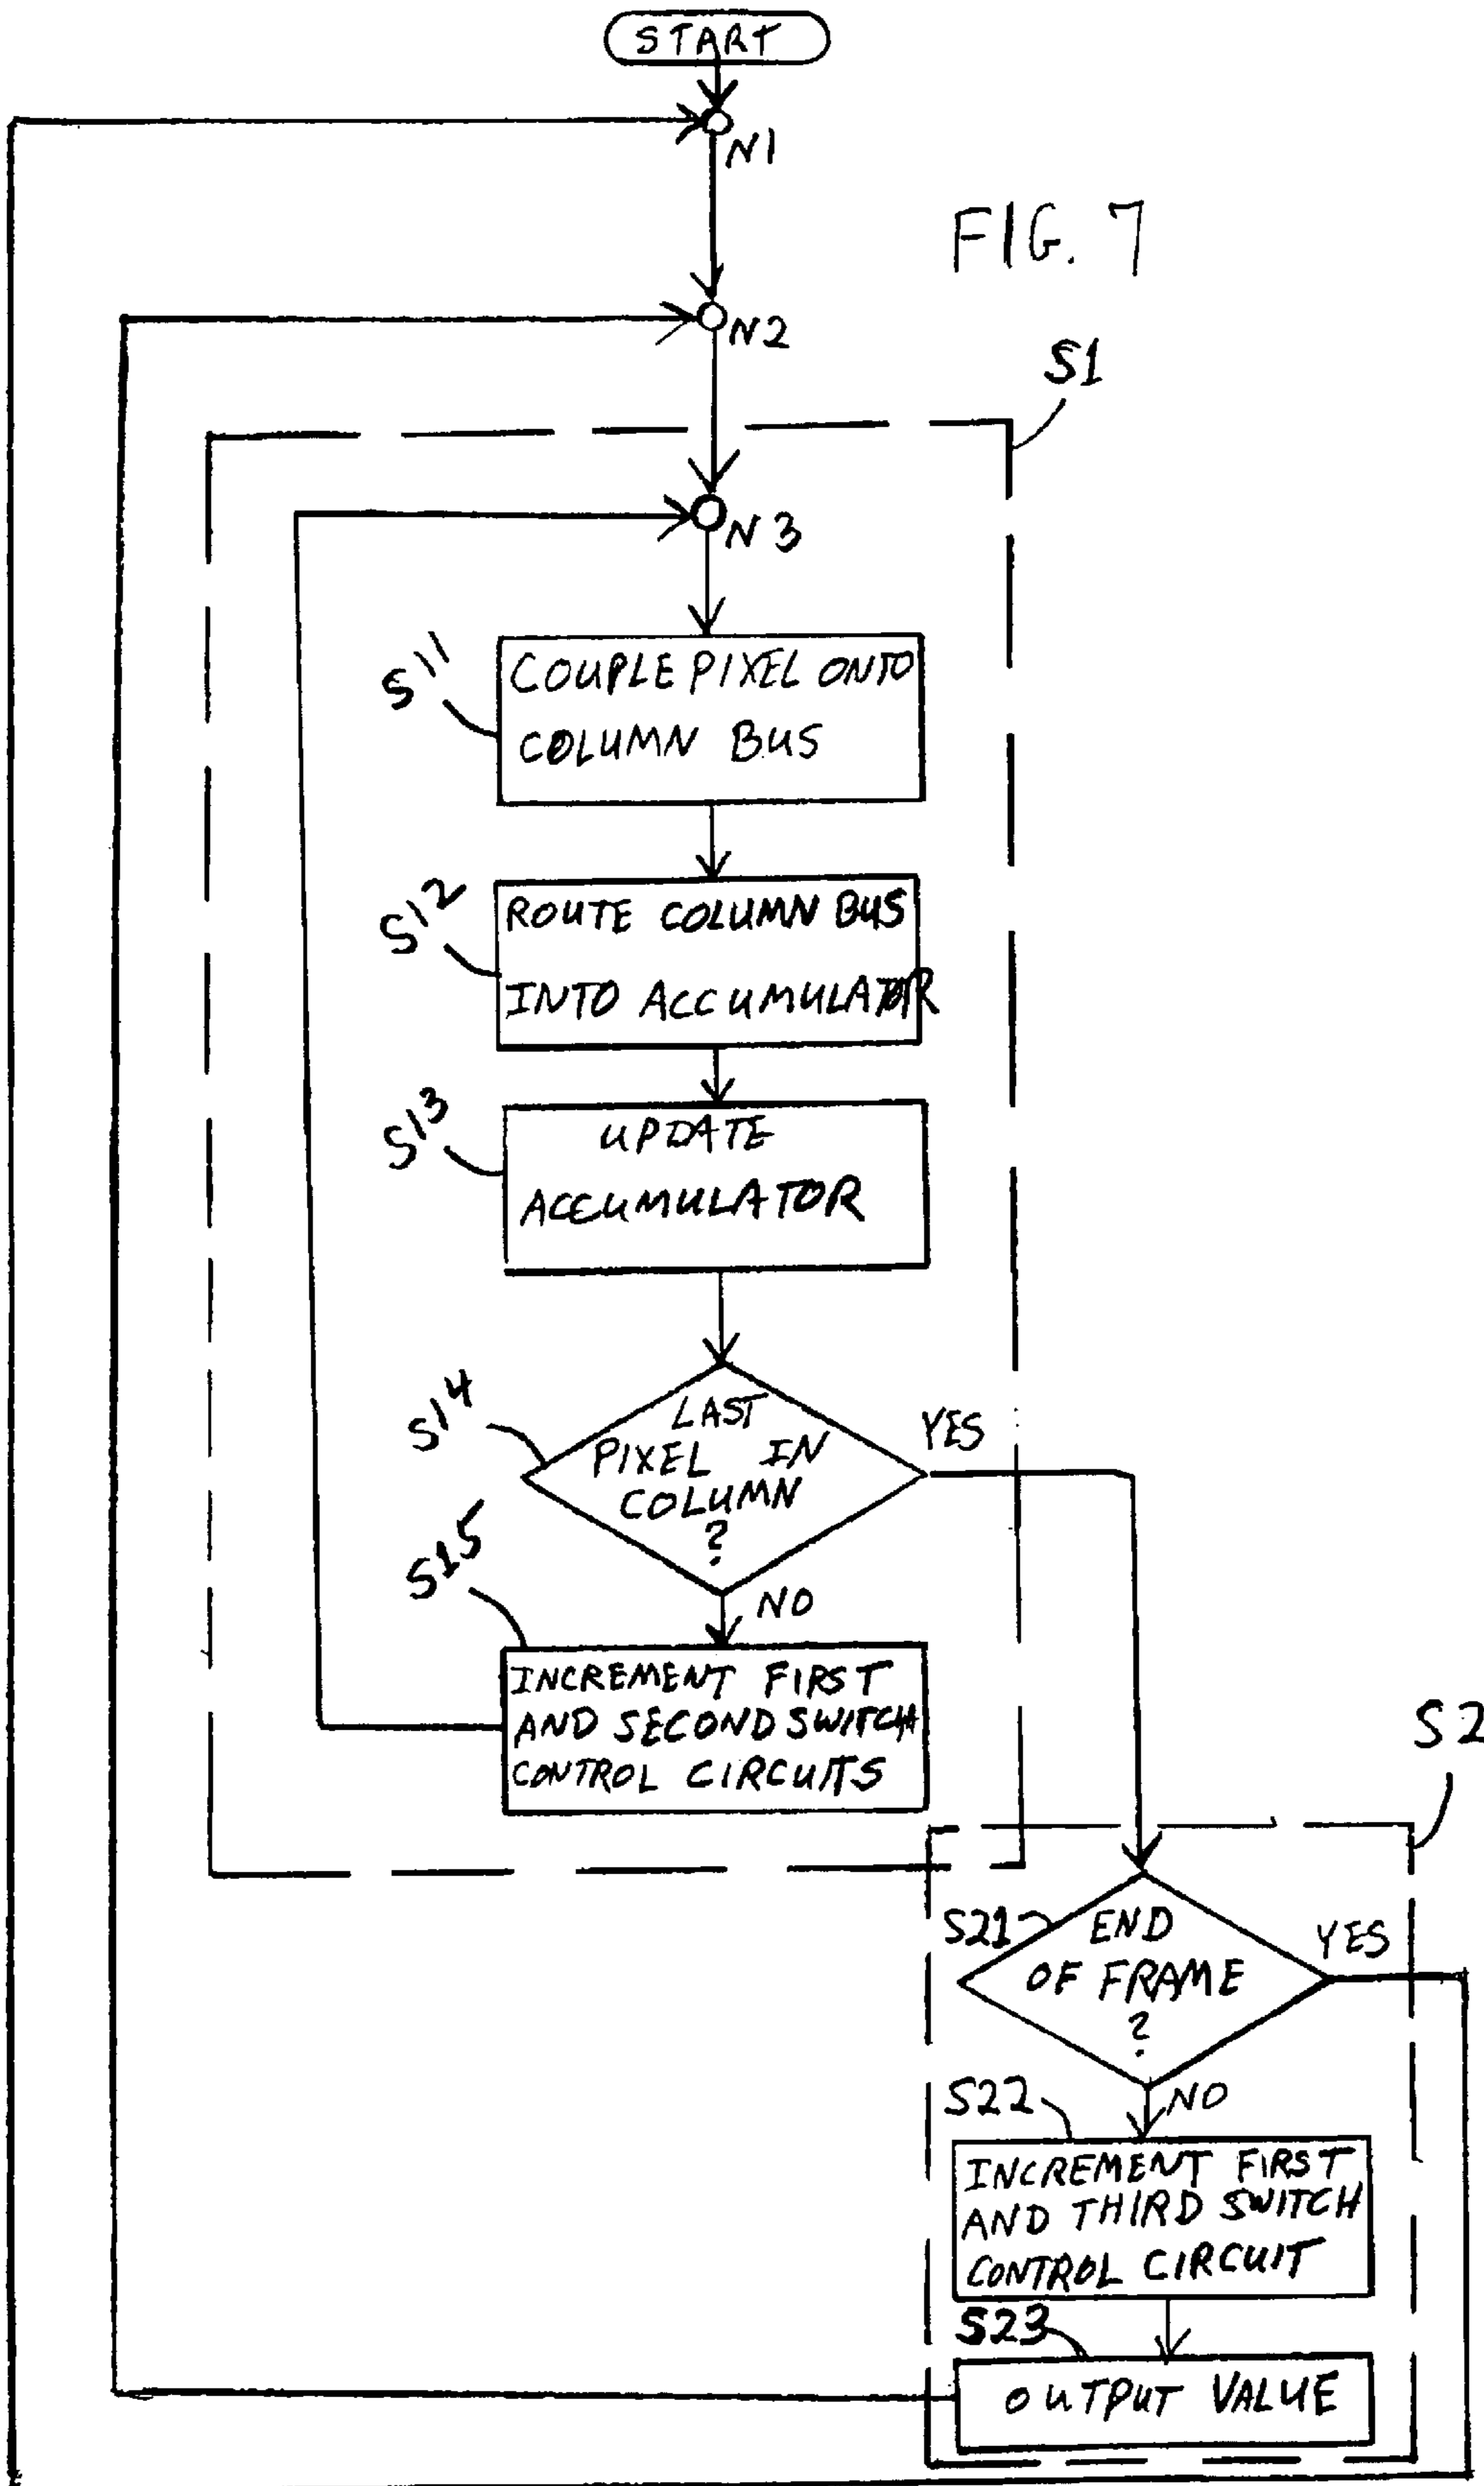 START
N1
FIG. 7
N2
S1
N3
S11
COUPLE PIXEL ONTO
COLUMN BUS
S12
ROUTE COLUMN BUS
INTO ACCUMULATOR
S13
UPDATE
ACCUMULATOR
S14
LAST
PIXEL IN
COLUMN
?
YES
NO
S15
INCREMENT FIRST
AND SECOND SWITCH
CONTROL CIRCUITS
S2
S21
END
OF FRAME
?
YES
NO
S22
INCREMENT FIRST
AND THIRD SWITCH
CONTROL CIRCUIT
S23
OUTPUT VALUE